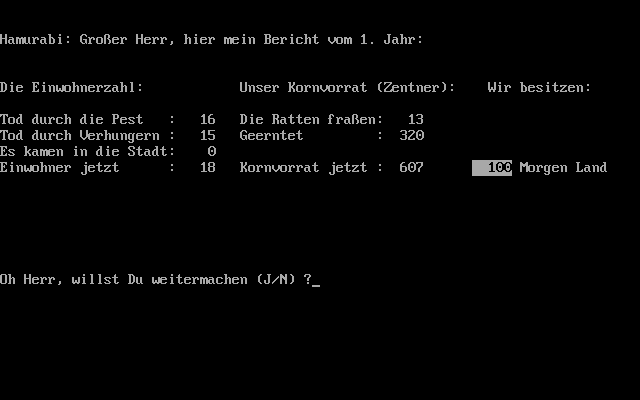 Hamurabi: Großer Herr, hier mein Bericht vom 1. Jahr:
Die Einwohnerzahl: Unser Kornvorrat (Zentner): Wir besitzen:
Tod durch die Pest : 16 Die Ratten fraßen: 13
Tod durch Verhungern : 15 Geerntet : 320
Es kamen in die Stadt: 0
Einwohner jetzt : 18 Kornvorrat jetzt : 607 100 Morgen Land
Oh Herr, willst Du weitermachen (J/N) ?_